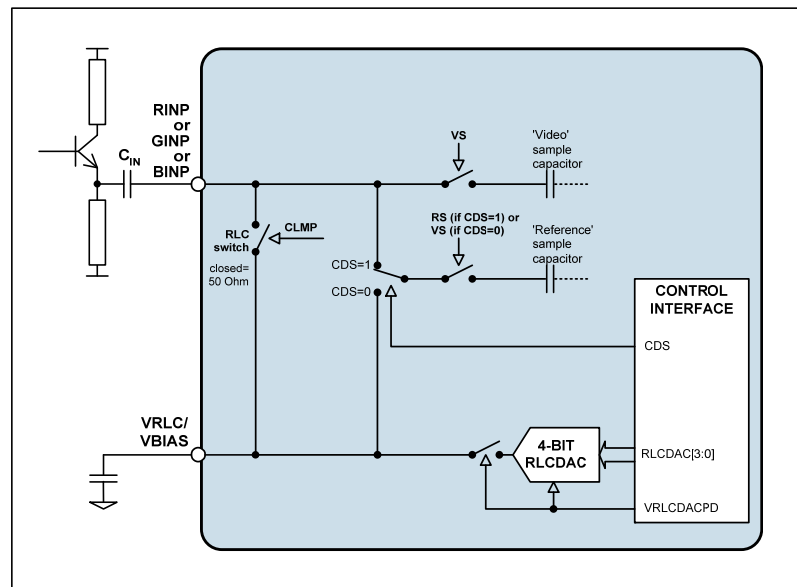 RINP
or
GINP
or
BINP
CIN
VS
'Video'
sample
capacitor
RLC
switch
closed=
50 Ohm
CLMP
RS (if CDS=1) or
VS (if CDS=0)
'Reference'
sample
capacitor
CDS=1
CDS=0
CONTROL
INTERFACE
CDS
VRLC/
VBIAS
4-BIT
RLCDAC
RLCDAC[3:0]
VRLCDACPD